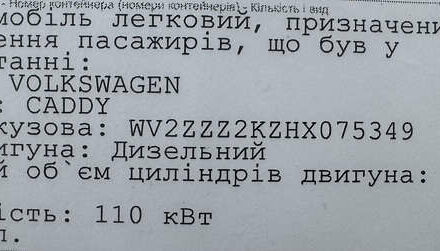 - Номер контейнера (номери контейнерів) - Кількість і вид
мобіль легковий, призначени
ення пасажирів, що був у
танні:
VOLKSWAGEN
: CADDY
кузова: WV2ZZZ2KZHX075349
игуна: Дизельний
й об`єм циліндрів двигуна:
ість: 110 кВт
л.